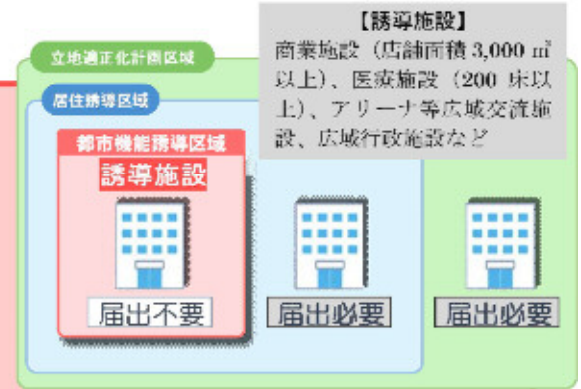 【誘導施設】
商業施設（店舗面積 3,000 ㎡
以上）、医療施設（200 床以
上）、アリーナ等広域交流施
設、広域行政施設など
立地適正化計画区域
居住誘導区域
都市機能誘導区域
誘導施設
届出不要
届出必要
届出必要